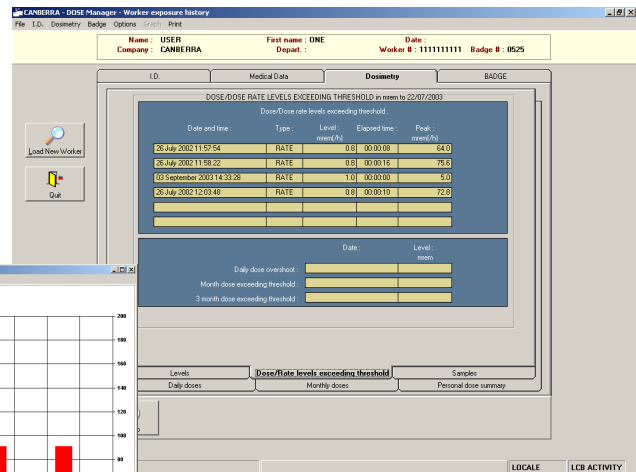 CANBERRA - DOSE Manager - Worker exposure history
File I.D. Dosimetry Badge Options Graph Print
Name : USER First name : ONE Date :
Company : CANBERRA Depart. : Worker # : 1111111111 Badge # : 0525
I.D. Medical Data Dosimetry BADGE
DOSE/DOSE RATE LEVELS EXCEEDING THRESHOLD in mrem to 22/07/2003
Dose/Dose rate levels exceeding threshold :
Date and time : Type : Level : Elapsed time : Peak :
mrem(/h) mrem(/h)
26 July 2002 11:57:54 RATE 0.8 00:00:08 64.0
26 July 2002 11:58:22 RATE 0.8 00:00:16 75.6
03 September 2003 14:33:28 RATE 1.0 00:00:00 5.0
26 July 2002 12:03:48 RATE 0.8 00:00:10 72.8
Load New Worker
Quit
Date : Level :
mrem
Daily dose overshoot :
Month dose exceeding threshold :
3 month dose exceeding threshold :
Levels Dose/Rate levels exceeding threshold Samples
Daily doses Monthly doses Personal dose summary
200
180
160
140
120
100
80
LOCALE LCB ACTIVITY